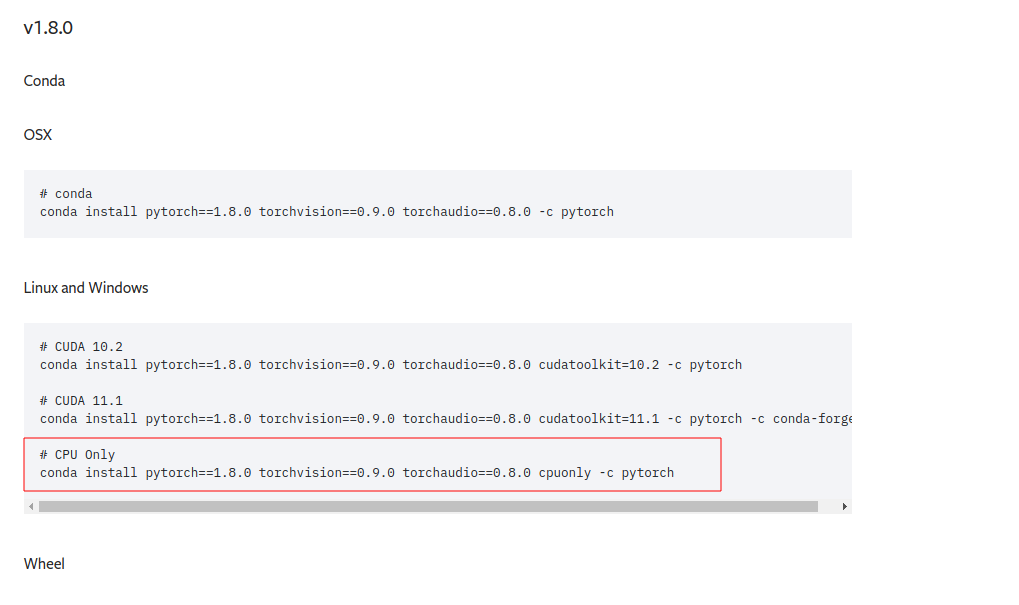 v1.8.0
Conda
OSX
# conda
conda install pytorch==1.8.0 torchvision==0.9.0 torchaudio==0.8.0 -c pytorch
Linux and Windows
# CUDA 10.2
conda install pytorch==1.8.0 torchvision==0.9.0 torchaudio==0.8.0 cudatoolkit=10.2 -c pytorch
# CUDA 11.1
conda install pytorch==1.8.0 torchvision==0.9.0 torchaudio==0.8.0 cudatoolkit=11.1 -c pytorch -c conda-forge
# CPU Only
conda install pytorch==1.8.0 torchvision==0.9.0 torchaudio==0.8.0 cpuonly -c pytorch
Wheel